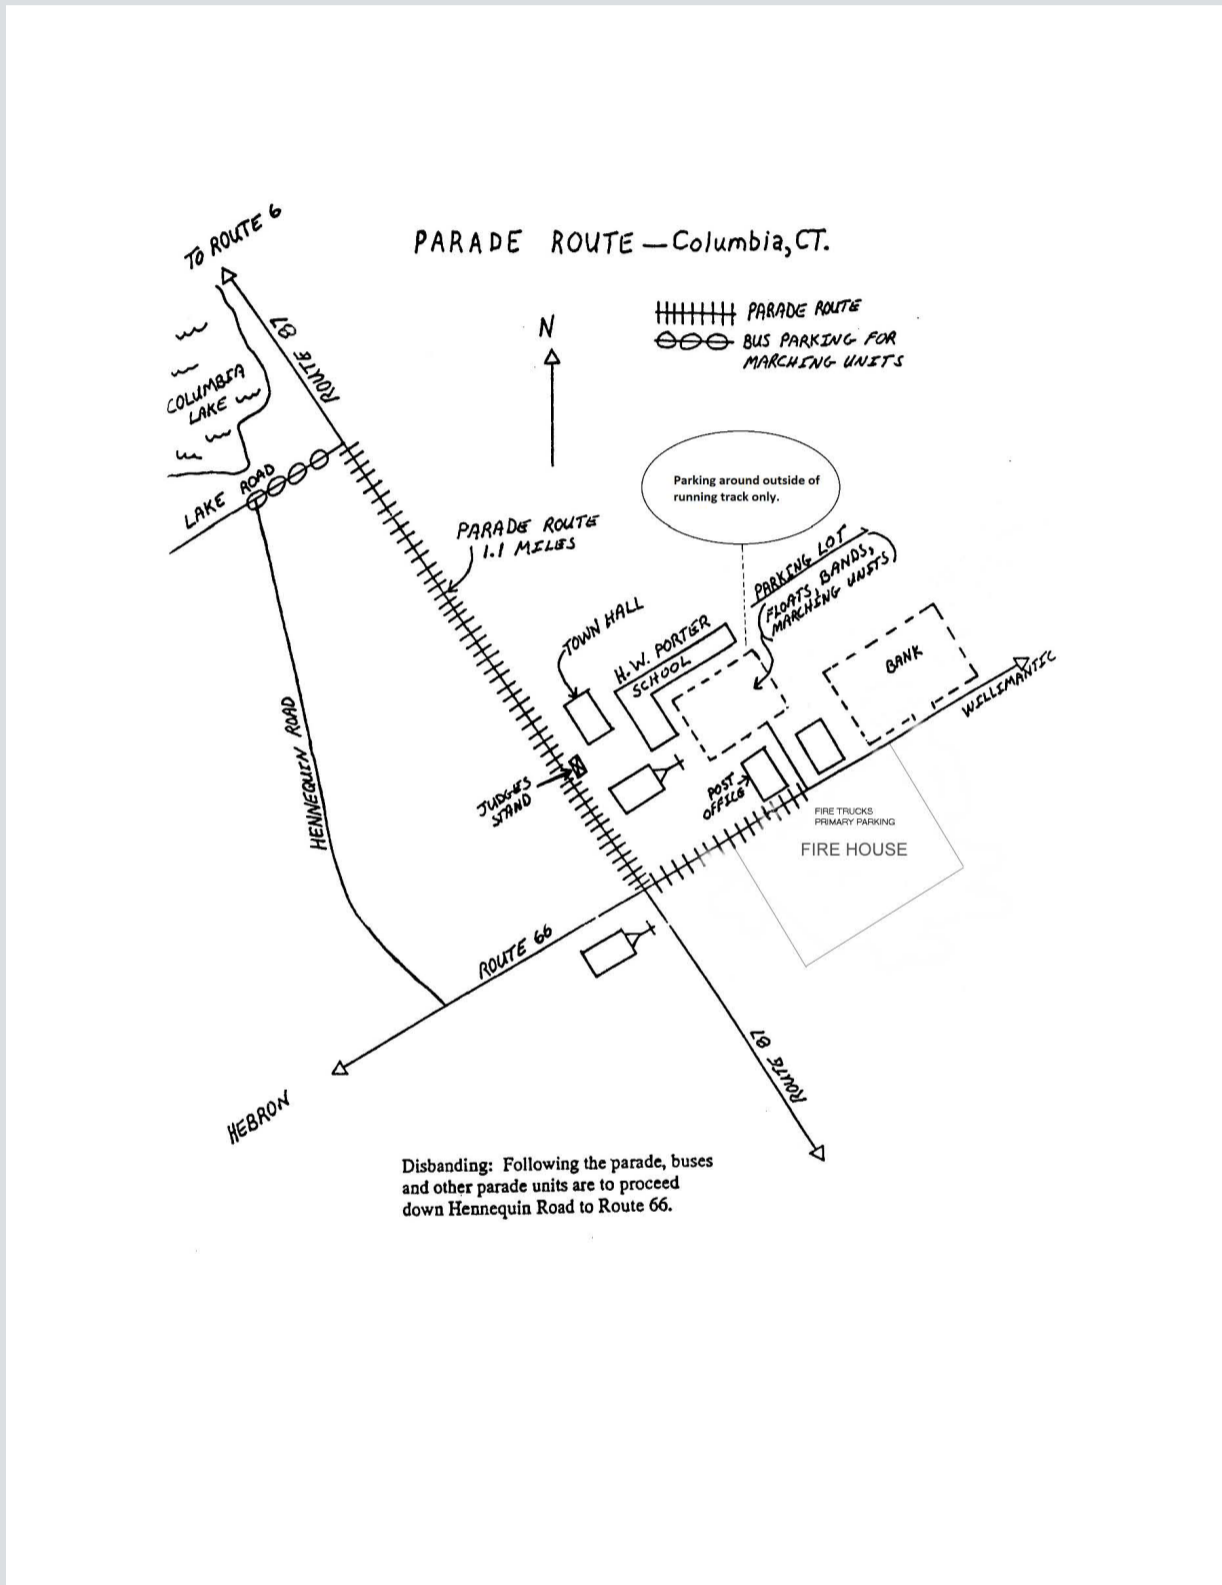 PARADE ROUTE — Columbia, CT.
TO ROUTE 6
ROUTE 87
N
PARADE ROUTE
BUS PARKING FOR
MARCHING UNITS
COLUMBIA
LAKE
LAKE ROAD
Parking around outside of
running track only.
PARADE ROUTE
1.1 MILES
PARKING LOT
(FLOATS, BANDS,
MARCHING UNITS)
TOWN HALL
H.W. PORTER
SCHOOL
BANK
WILLIMANTIC
HENNEQUIN ROAD
JUDGES
STAND
POST
OFFICE
FIRE TRUCKS
PRIMARY PARKING
FIRE HOUSE
ROUTE 66
ROUTE 87
HEBRON
Disbanding: Following the parade, buses
and other parade units are to proceed
down Hennequin Road to Route 66.